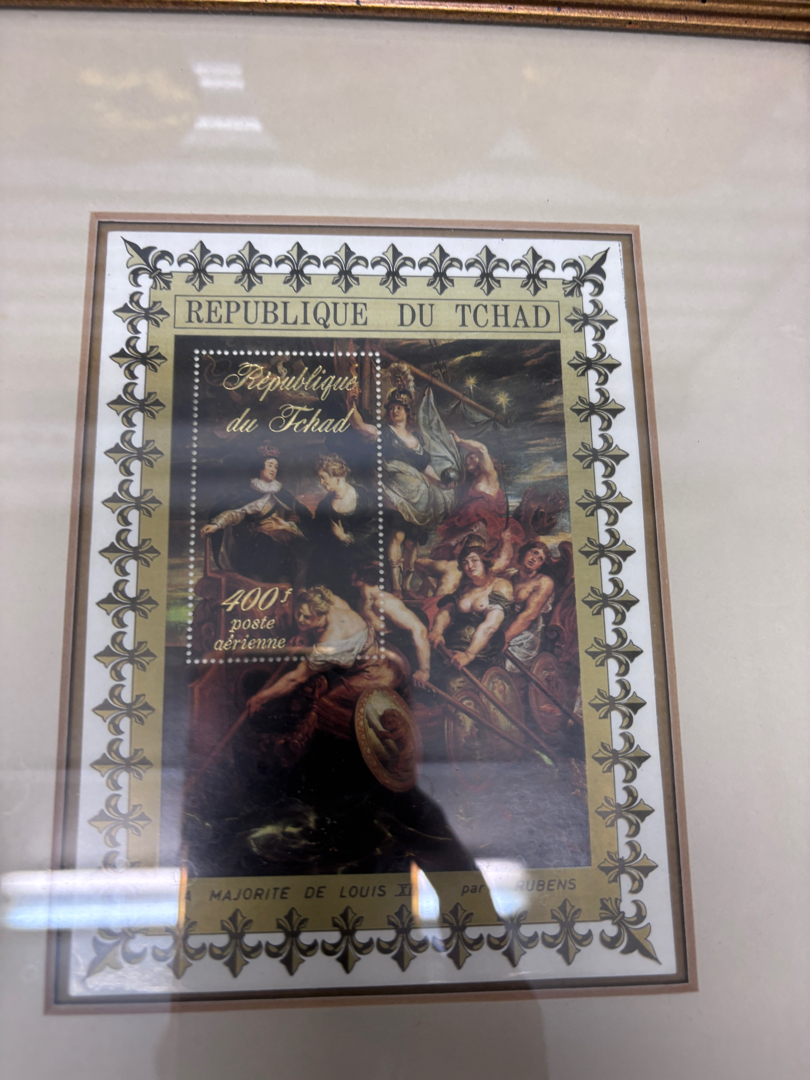 REPUBLIQUE DU TCHAD
République
du Tchad
400f
poste
aérienne
MAJORITE DE LOUIS par RUBENS